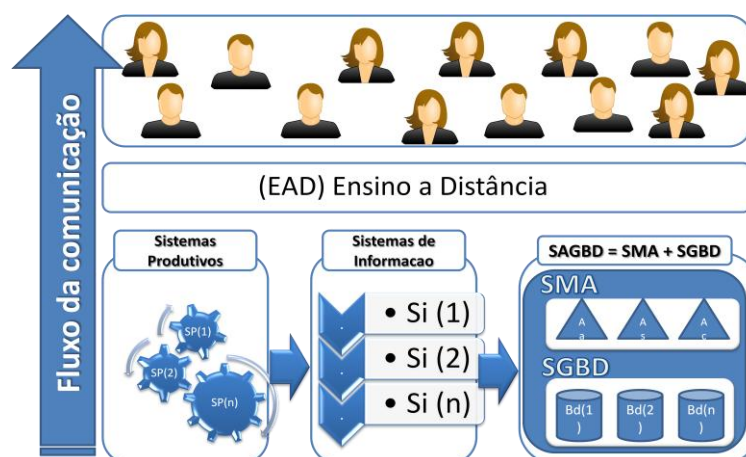 Fluxo da comunicação
(EAD) Ensino a Distância
Sistemas
Produtivos
SP(1)
SP(2)
SP(n)
Sistemas de
Informacao
• Si (1)
• Si (2)
• Si (n)
SAGBD = SMA + SGBD
SMA
A
a
A
s
A
c
SGBD
Bd(1
)
Bd(2
)
Bd(n
)